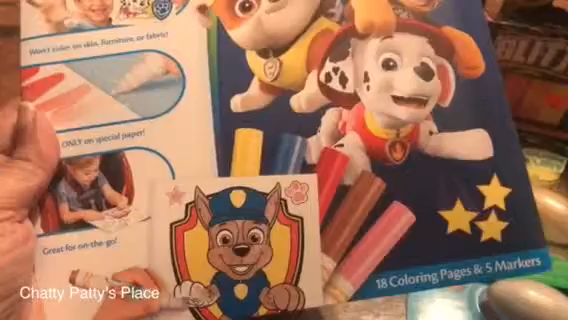 Won't color on skin, furniture, or fabric!
ONLY on special paper!
Great for on-the-go!
18 Coloring Pages & 5 Markers
Chatty Patty's Place